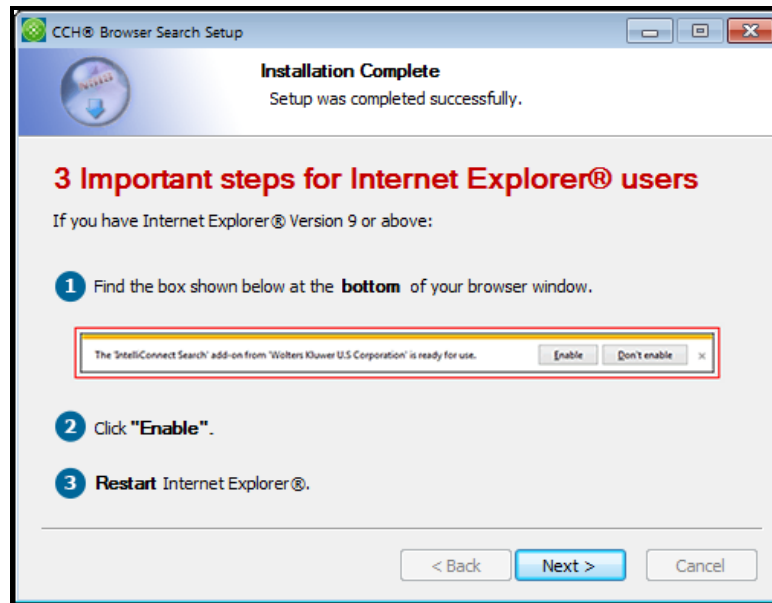 CCH® Browser Search Setup
Installation Complete
Setup was completed successfully.
3 Important steps for Internet Explorer® users
If you have Internet Explorer® Version 9 or above:
1 Find the box shown below at the bottom of your browser window.
The 'IntelliConnect Search' add-on from 'Wolters Kluwer U.S Corporation' is ready for use. Enable Don't enable ×
2 Click "Enable".
3 Restart Internet Explorer®.
< Back Next > Cancel